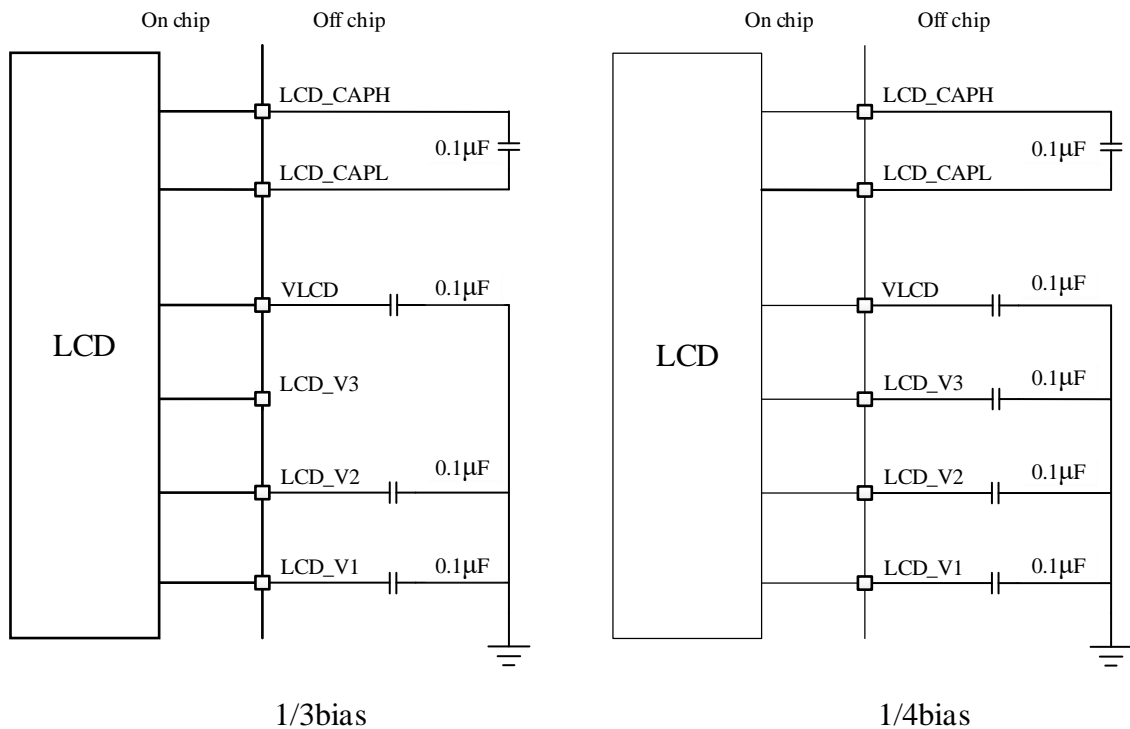 On chip
Off chip
LCD_CAPH
0.1μF
LCD_CAPL
VLCD
0.1μF
LCD
LCD_V3
LCD_V2
0.1μF
LCD_V1
0.1μF
1/3bias
On chip
Off chip
LCD_CAPH
0.1μF
LCD_CAPL
VLCD
0.1μF
LCD
LCD_V3
0.1μF
LCD_V2
0.1μF
LCD_V1
0.1μF
1/4bias